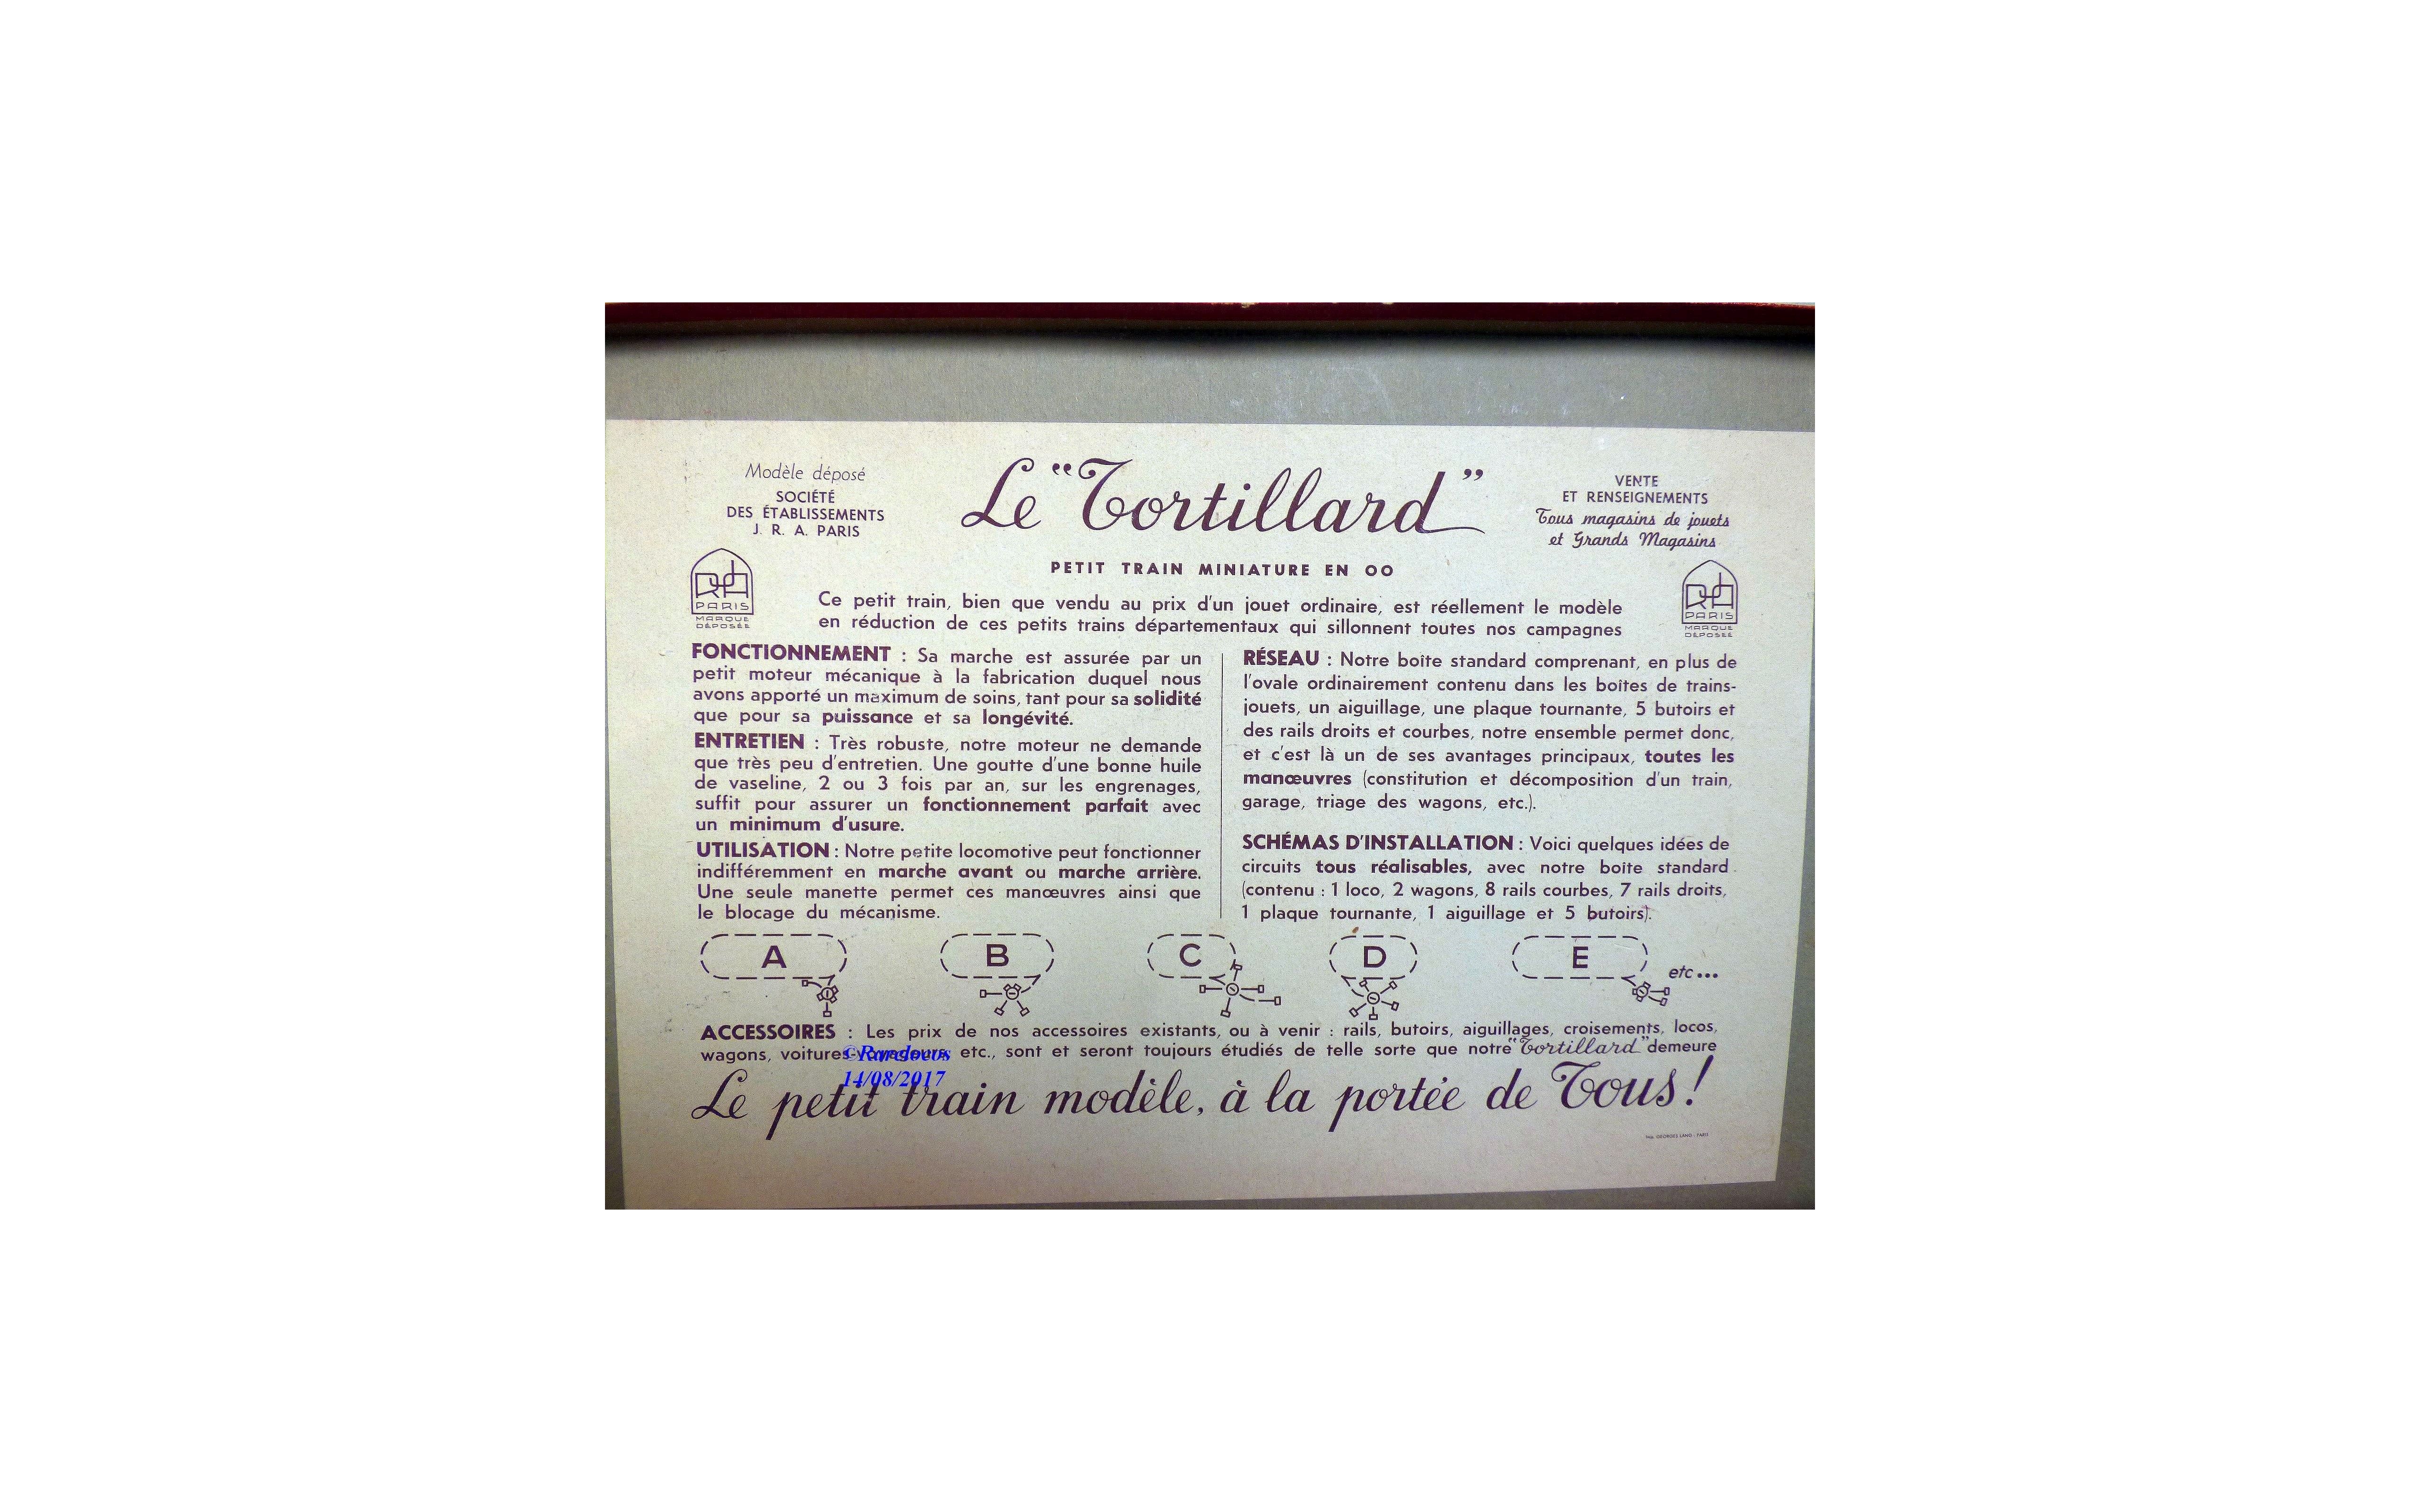 Modèle déposé
SOCIÉTÉ
DES ÉTABLISSEMENTS
J. R. A. PARIS
Le "Tortillard"
VENTE
ET RENSEIGNEMENTS
Tous magasins de jouets
et Grands Magasins
PETIT TRAIN MINIATURE EN OO
PARIS
MARQUE
DÉPOSÉE
PARIS
MARQUE
DÉPOSÉE
Ce petit train, bien que vendu au prix d'un jouet ordinaire, est réellement le modèle
en réduction de ces petits trains départementaux qui sillonnent toutes nos campagnes
FONCTIONNEMENT : Sa marche est assurée par un
petit moteur mécanique à la fabrication duquel nous
avons apporté un maximum de soins, tant pour sa solidité
que pour sa puissance et sa longévité.
ENTRETIEN : Très robuste, notre moteur ne demande
que très peu d'entretien. Une goutte d'une bonne huile
de vaseline, 2 ou 3 fois par an, sur les engrenages,
suffit pour assurer un fonctionnement parfait avec
un minimum d'usure.
UTILISATION : Notre petite locomotive peut fonctionner
indifféremment en marche avant ou marche arrière.
Une seule manette permet ces manœuvres ainsi que
le blocage du mécanisme.
RÉSEAU : Notre boîte standard comprenant, en plus de
l'ovale ordinairement contenu dans les boîtes de trains-
jouets, un aiguillage, une plaque tournante, 5 butoirs et
des rails droits et courbes, notre ensemble permet donc,
et c'est là un de ses avantages principaux, toutes les
manœuvres (constitution et décomposition d'un train,
garage, triage des wagons, etc.).
SCHÉMAS D'INSTALLATION : Voici quelques idées de
circuits tous réalisables, avec notre boîte standard
(contenu : 1 loco, 2 wagons, 8 rails courbes, 7 rails droits,
1 plaque tournante, 1 aiguillage et 5 butoirs).
A B C D E etc...
ACCESSOIRES : Les prix de nos accessoires existants, ou à venir : rails, butoirs, aiguillages, croisements, locos,
wagons, voitures etc., sont et seront toujours étudiés de telle sorte que notre "Tortillard" demeure
14/08/2017
Le petit train modèle, à la portée de Tous !
Imp. GEORGES LANG - PARIS